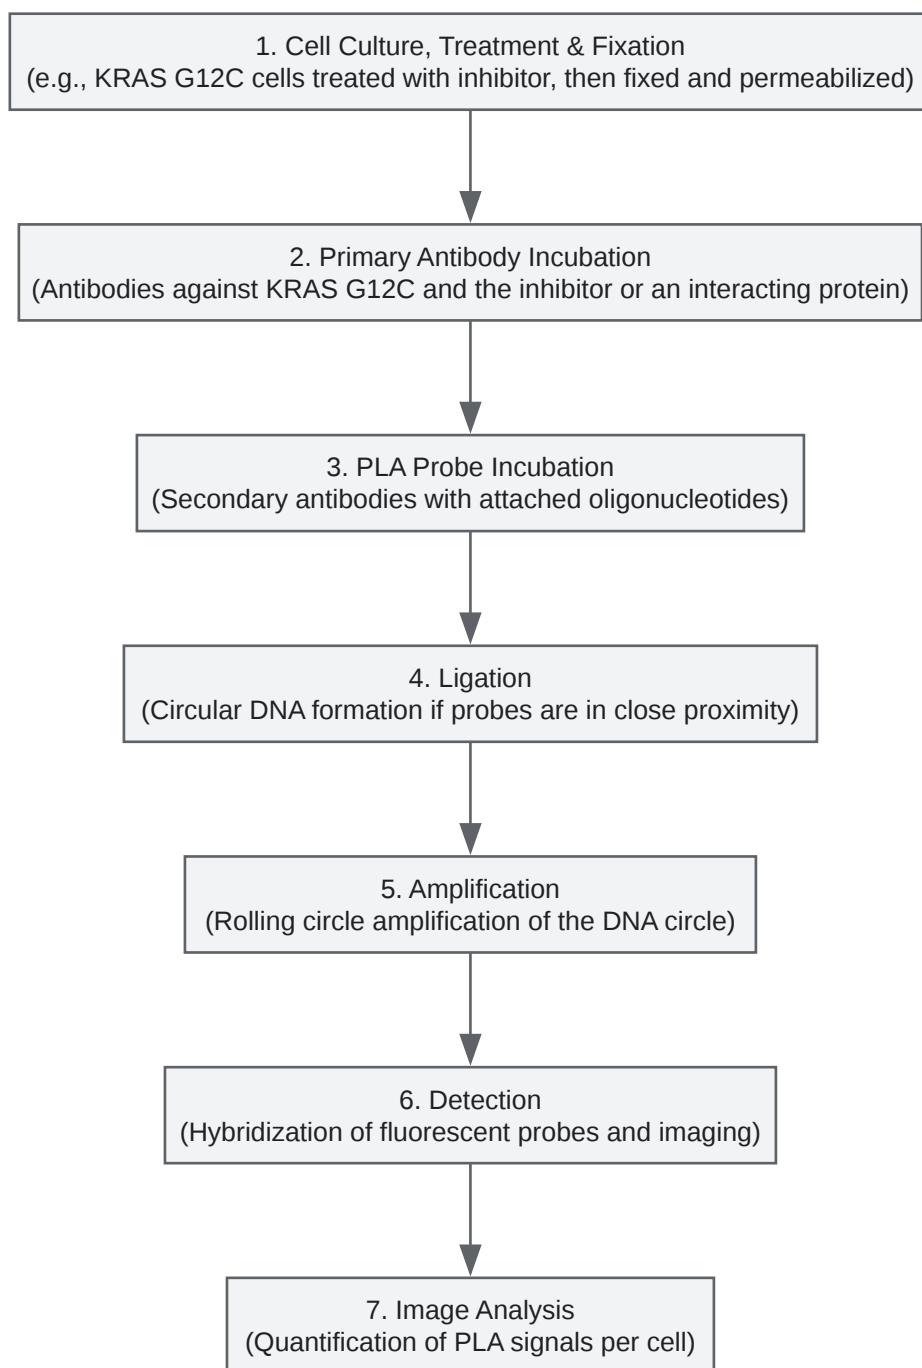 1. Cell Culture, Treatment & Fixation
(e.g., KRAS G12C cells treated with inhibitor, then fixed and permeabilized)
2. Primary Antibody Incubation
(Antibodies against KRAS G12C and the inhibitor or an interacting protein)
3. PLA Probe Incubation
(Secondary antibodies with attached oligonucleotides)
4. Ligation
(Circular DNA formation if probes are in close proximity)
5. Amplification
(Rolling circle amplification of the DNA circle)
6. Detection
(Hybridization of fluorescent probes and imaging)
7. Image Analysis
(Quantification of PLA signals per cell)